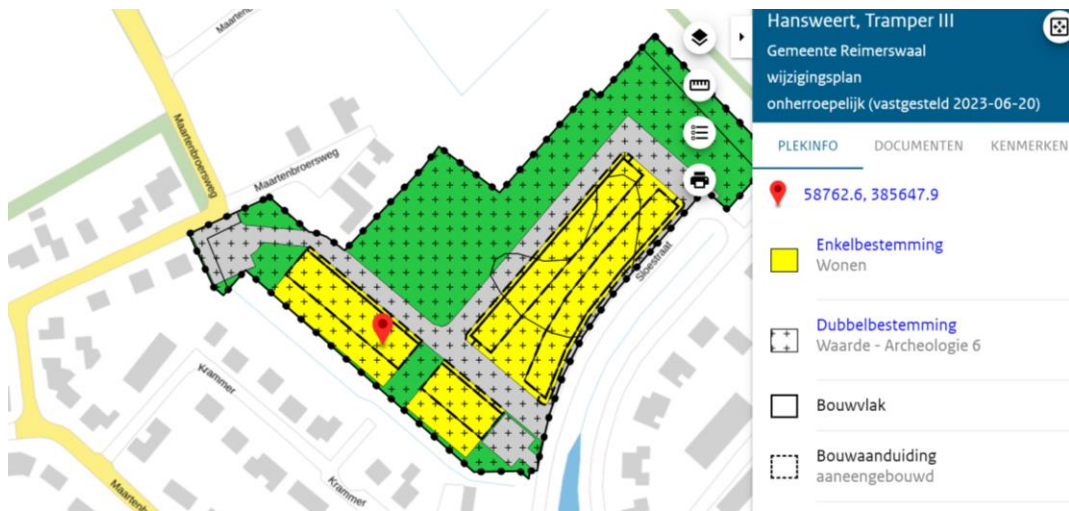 Maartenbroersweg
Maartenbroersweg
Maartenbroersweg
Sloestraat
Krammer
Krammer
Hansweert, Tramper III
Gemeente Reimerswaal
wijzigingsplan
onherroepelijk (vastgesteld 2023-06-20)
PLEKINFO DOCUMENTEN KENMERKEN
58762.6, 385647.9
Enkelbestemming
Wonen
Dubbelbestemming
Waarde - Archeologie 6
Bouwvlak
Bouwaanduiding
aaneengebouwd